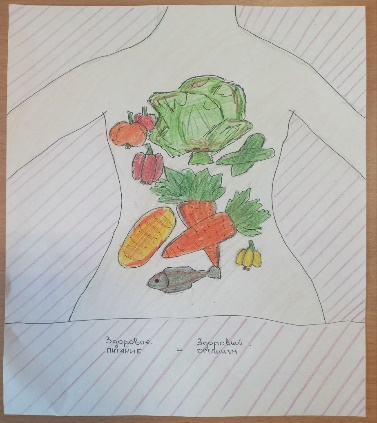 Здоровое
питание – Здоровый
организм